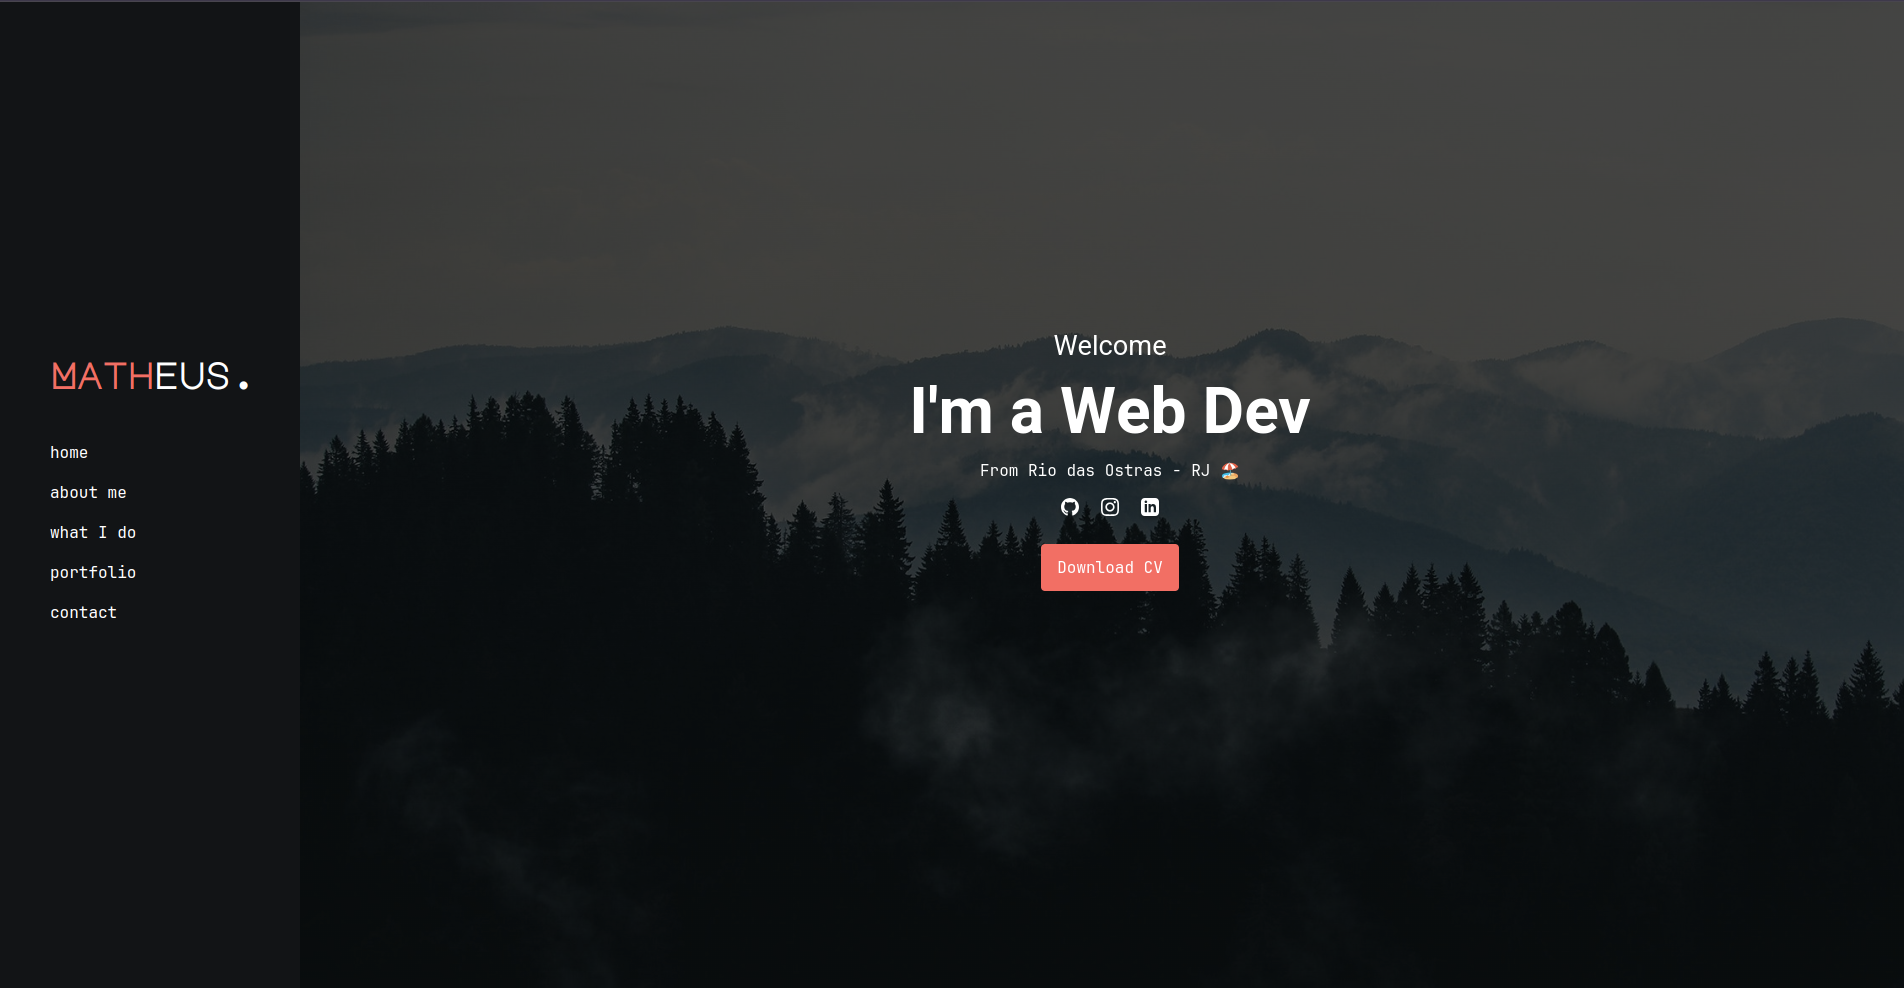 MATHEUS.
home
about me
what I do
portfolio
contact
Welcome
I'm a Web Dev
From Rio das Ostras - RJ 🏖️
Download CV